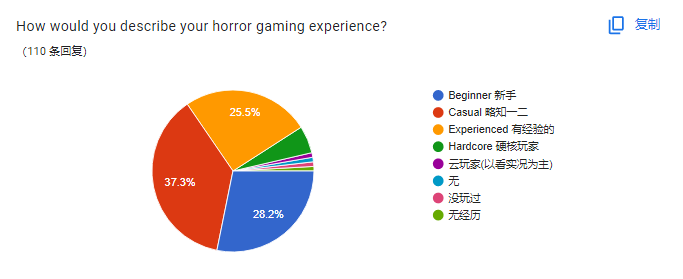 How would you describe your horror gaming experience?
复制
(110 条回复)
25.5%
37.3%
28.2%
Beginner 新手
Casual 略知一二
Experienced 有经验的
Hardcore 硬核玩家
云玩家(以看实况为主)
无
没玩过
无经历